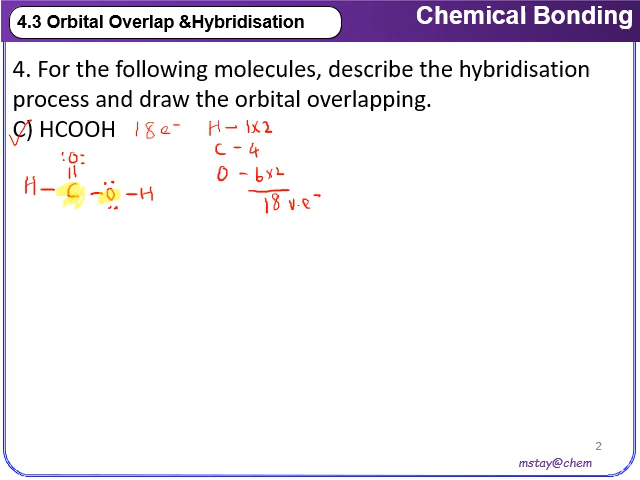 4.3 Orbital Overlap &Hybridisation
Chemical Bonding
4. For the following molecules, describe the hybridisation
process and draw the orbital overlapping.
C) HCOOH 18e⁻ H – 1x2
C – 4
O – 6x2
18 v.e⁻
:O:
||
H – C – O – H
2
mstay@chem